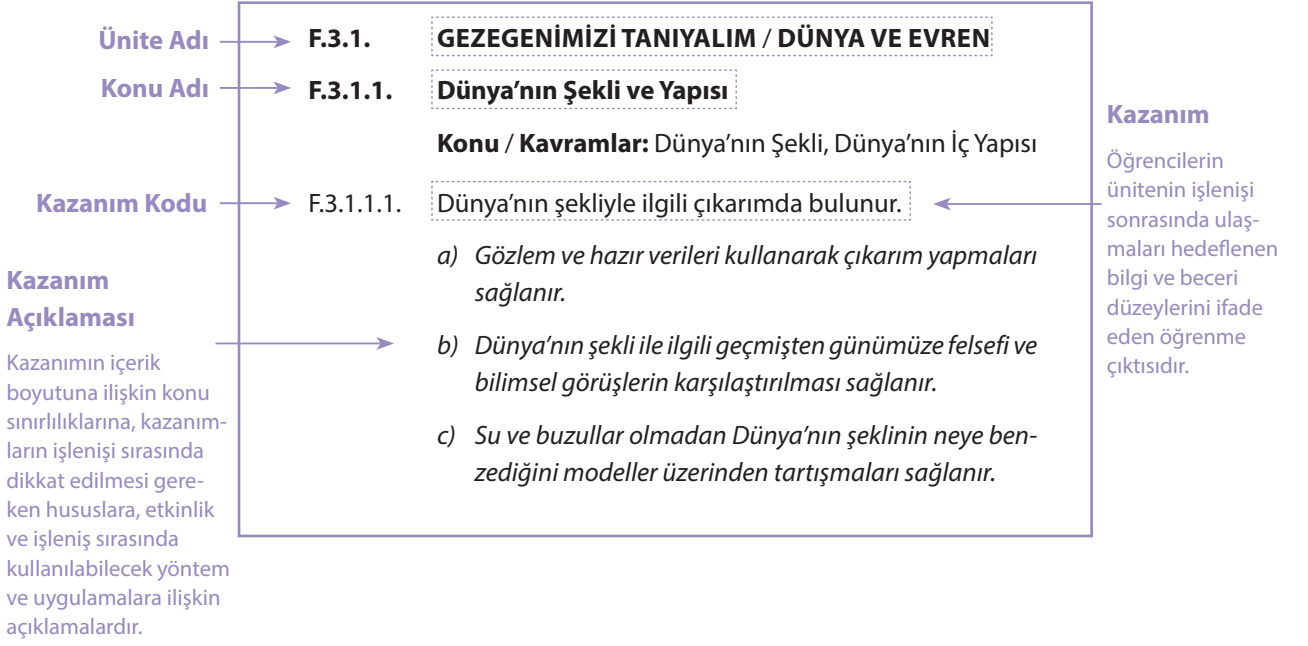 Ünite Adı
F.3.1. GEZEGENİMİZİ TANIYALIM / DÜNYA VE EVREN
Konu Adı
F.3.1.1. Dünya’nın Şekli ve Yapısı
Konu / Kavramlar: Dünya’nın Şekli, Dünya’nın İç Yapısı
Kazanım Kodu
F.3.1.1.1. Dünya’nın şekliyle ilgili çıkarımda bulunur.
a) Gözlem ve hazır verileri kullanarak çıkarım yapmaları
sağlanır.
b) Dünya’nın şekli ile ilgili geçmişten günümüze felsefi ve
bilimsel görüşlerin karşılaştırılması sağlanır.
c) Su ve buzullar olmadan Dünya’nın şeklinin neye ben-
zediğini modeller üzerinden tartışmaları sağlanır.
Kazanım
Açıklaması
Kazanımın içerik
boyutuna ilişkin konu
sınırlılıklarına, kazanım-
ların işlenişi sırasında
dikkat edilmesi gere-
ken hususlara, etkinlik
ve işleniş sırasında
kullanılabilecek yöntem
ve uygulamalara ilişkin
açıklamalardır.
Kazanım
Öğrencilerin
ünitenin işlenişi
sonrasında ulaş-
maları hedeflenen
bilgi ve beceri
düzeylerini ifade
eden öğrenme
çıktısıdır.